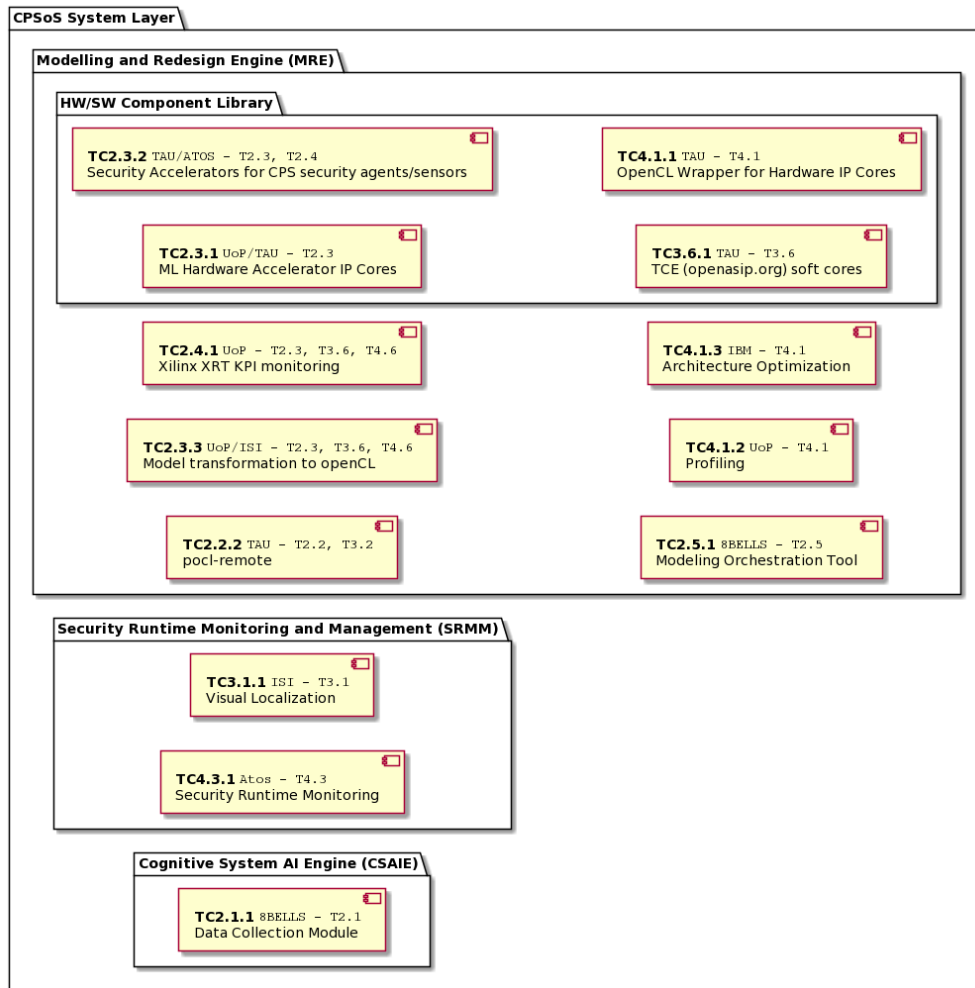 CPSoS System Layer
Modelling and Redesign Engine (MRE)
HW/SW Component Library
TC2.3.2 TAU/ATOS - T2.3, T2.4
Security Accelerators for CPS security agents/sensors
TC4.1.1 TAU - T4.1
OpenCL Wrapper for Hardware IP Cores
TC2.3.1 UoP/TAU - T2.3
ML Hardware Accelerator IP Cores
TC3.6.1 TAU - T3.6
TCE (openasip.org) soft cores
TC2.4.1 UoP - T2.3, T3.6, T4.6
Xilinx XRT KPI monitoring
TC4.1.3 IBM - T4.1
Architecture Optimization
TC2.3.3 UoP/ISI - T2.3, T3.6, T4.6
Model transformation to openCL
TC4.1.2 UoP - T4.1
Profiling
TC2.2.2 TAU - T2.2, T3.2
pocl-remote
TC2.5.1 8BELLS - T2.5
Modeling Orchestration Tool
Security Runtime Monitoring and Management (SRMM)
TC3.1.1 ISI - T3.1
Visual Localization
TC4.3.1 Atos - T4.3
Security Runtime Monitoring
Cognitive System AI Engine (CSAIE)
TC2.1.1 8BELLS - T2.1
Data Collection Module